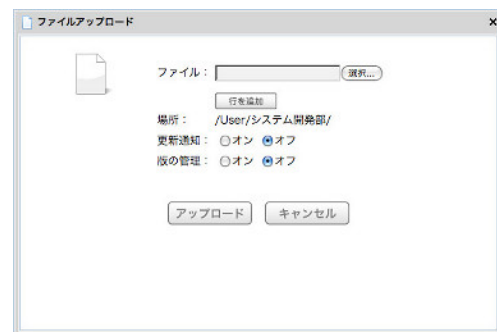 ファイルアップロード
ファイル： 選択...
行を追加
場所： /User/システム開発部/
更新通知： オン オフ
版の管理： オン オフ
アップロード キャンセル